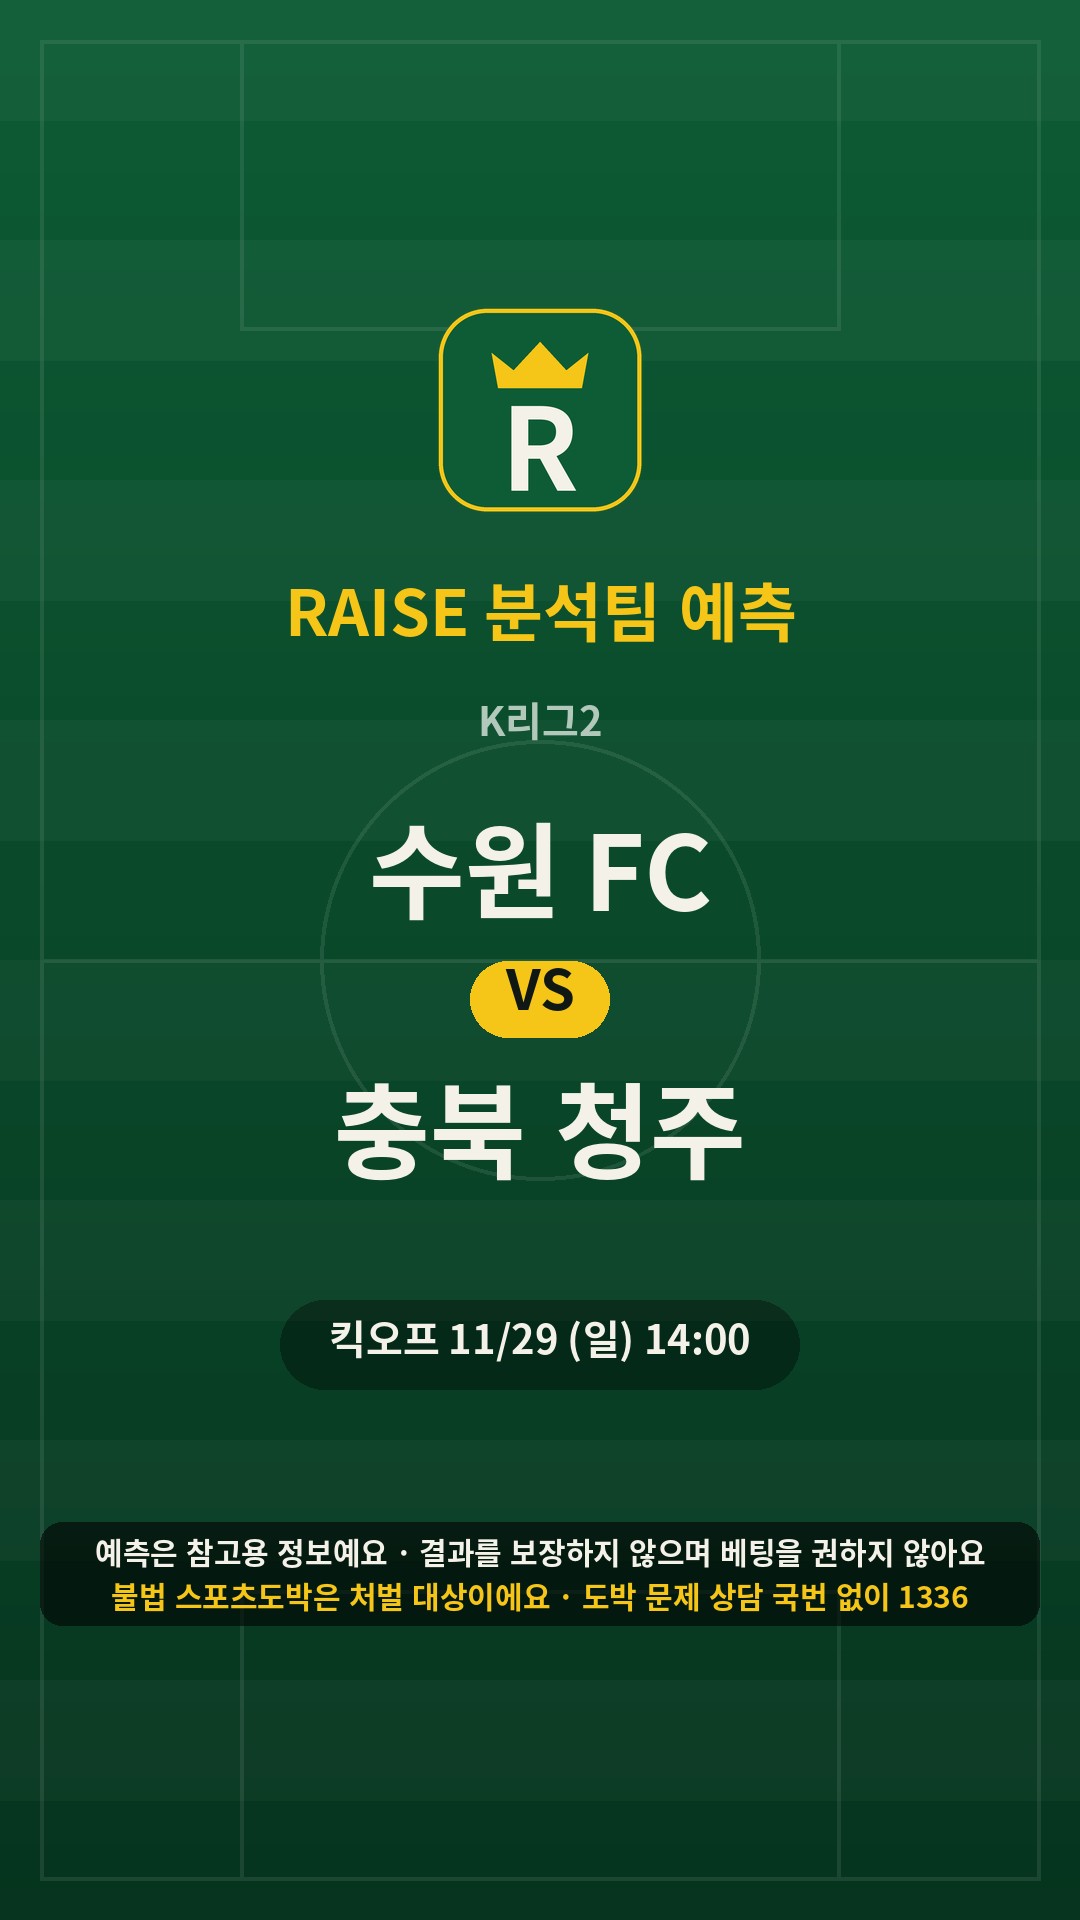 R
RAISE 분석팀 예측
K리그2
수원 FC
VS
충북 청주
킥오프 11/29 (일) 14:00
예측은 참고용 정보예요 · 결과를 보장하지 않으며 베팅을 권하지 않아요
불법 스포츠도박은 처벌 대상이에요 · 도박 문제 상담 국번 없이 1336